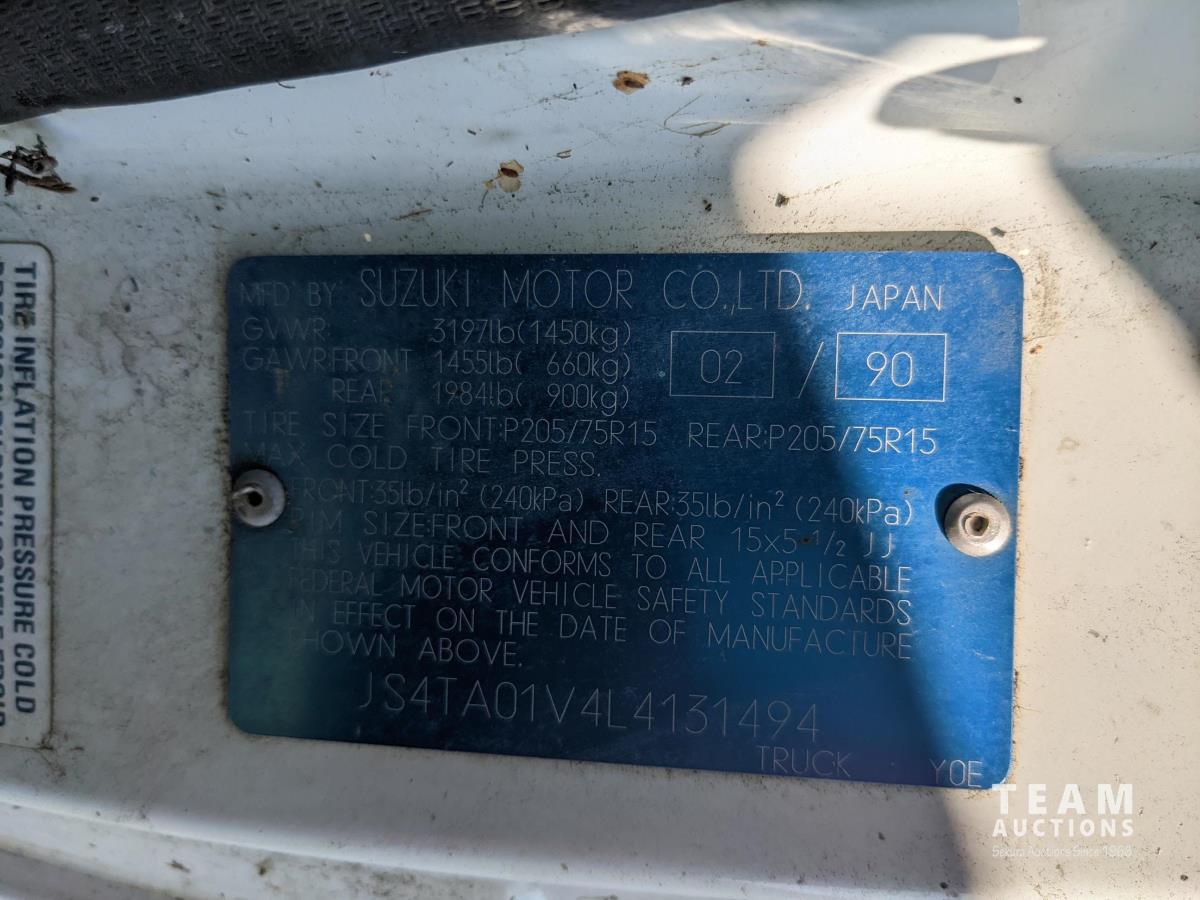 MFD BY SUZUKI MOTOR CO.,LTD. JAPAN
GVWR: 3197lb(1450kg)
GAWR:FRONT 1455lb( 660kg)
REAR 1984lb( 900kg)
02 / 90
TIRE SIZE FRONT:P205/75R15 REAR:P205/75R15
MAX COLD TIRE PRESS.
FRONT:35lb/in² (240kPa) REAR:35lb/in² (240kPa)
RIM SIZE:FRONT AND REAR 15x5-1/2 JJ
THIS VEHICLE CONFORMS TO ALL APPLICABLE
FEDERAL MOTOR VEHICLE SAFETY STANDARDS
IN EFFECT ON THE DATE OF MANUFACTURE
SHOWN ABOVE.
JS4TA01V4L4131494
TRUCK YOE
TIRE INFLATION PRESSURE COLD
TEAM
AUCTIONS
Sekura Auctions Since 1966